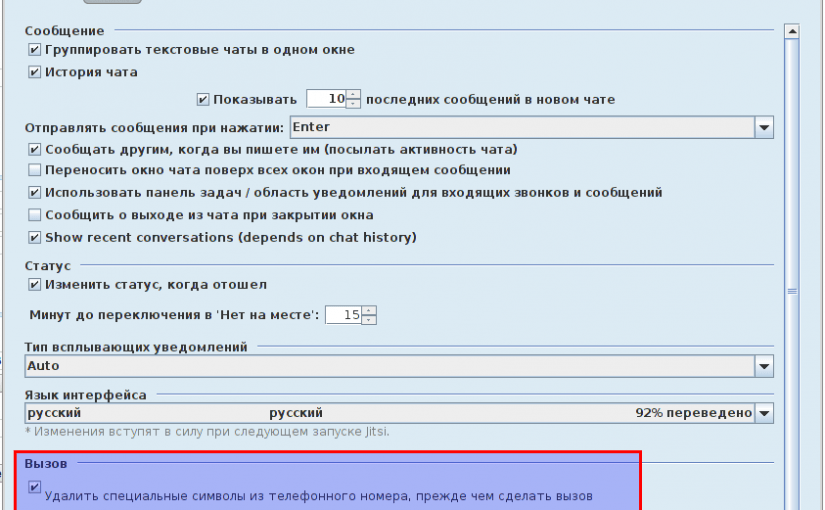 Сообщение
Группировать текстовые чаты в одном окне
История чата
Показывать 10 последних сообщений в новом чате
Отправлять сообщения при нажатии: Enter
Сообщать другим, когда вы пишете им (посылать активность чата)
Переносить окно чата поверх всех окон при входящем сообщении
Использовать панель задач / область уведомлений для входящих звонков и сообщений
Сообщить о выходе из чата при закрытии окна
Show recent conversations (depends on chat history)
Статус
Изменить статус, когда отошел
Минут до переключения в 'Нет на месте': 15
Тип всплывающих уведомлений
Auto
Язык интерфейса
русский русский 92% переведено
* Изменения вступят в силу при следующем запуске Jitsi.
Вызов
Удалить специальные символы из телефонного номера, прежде чем сделать вызов